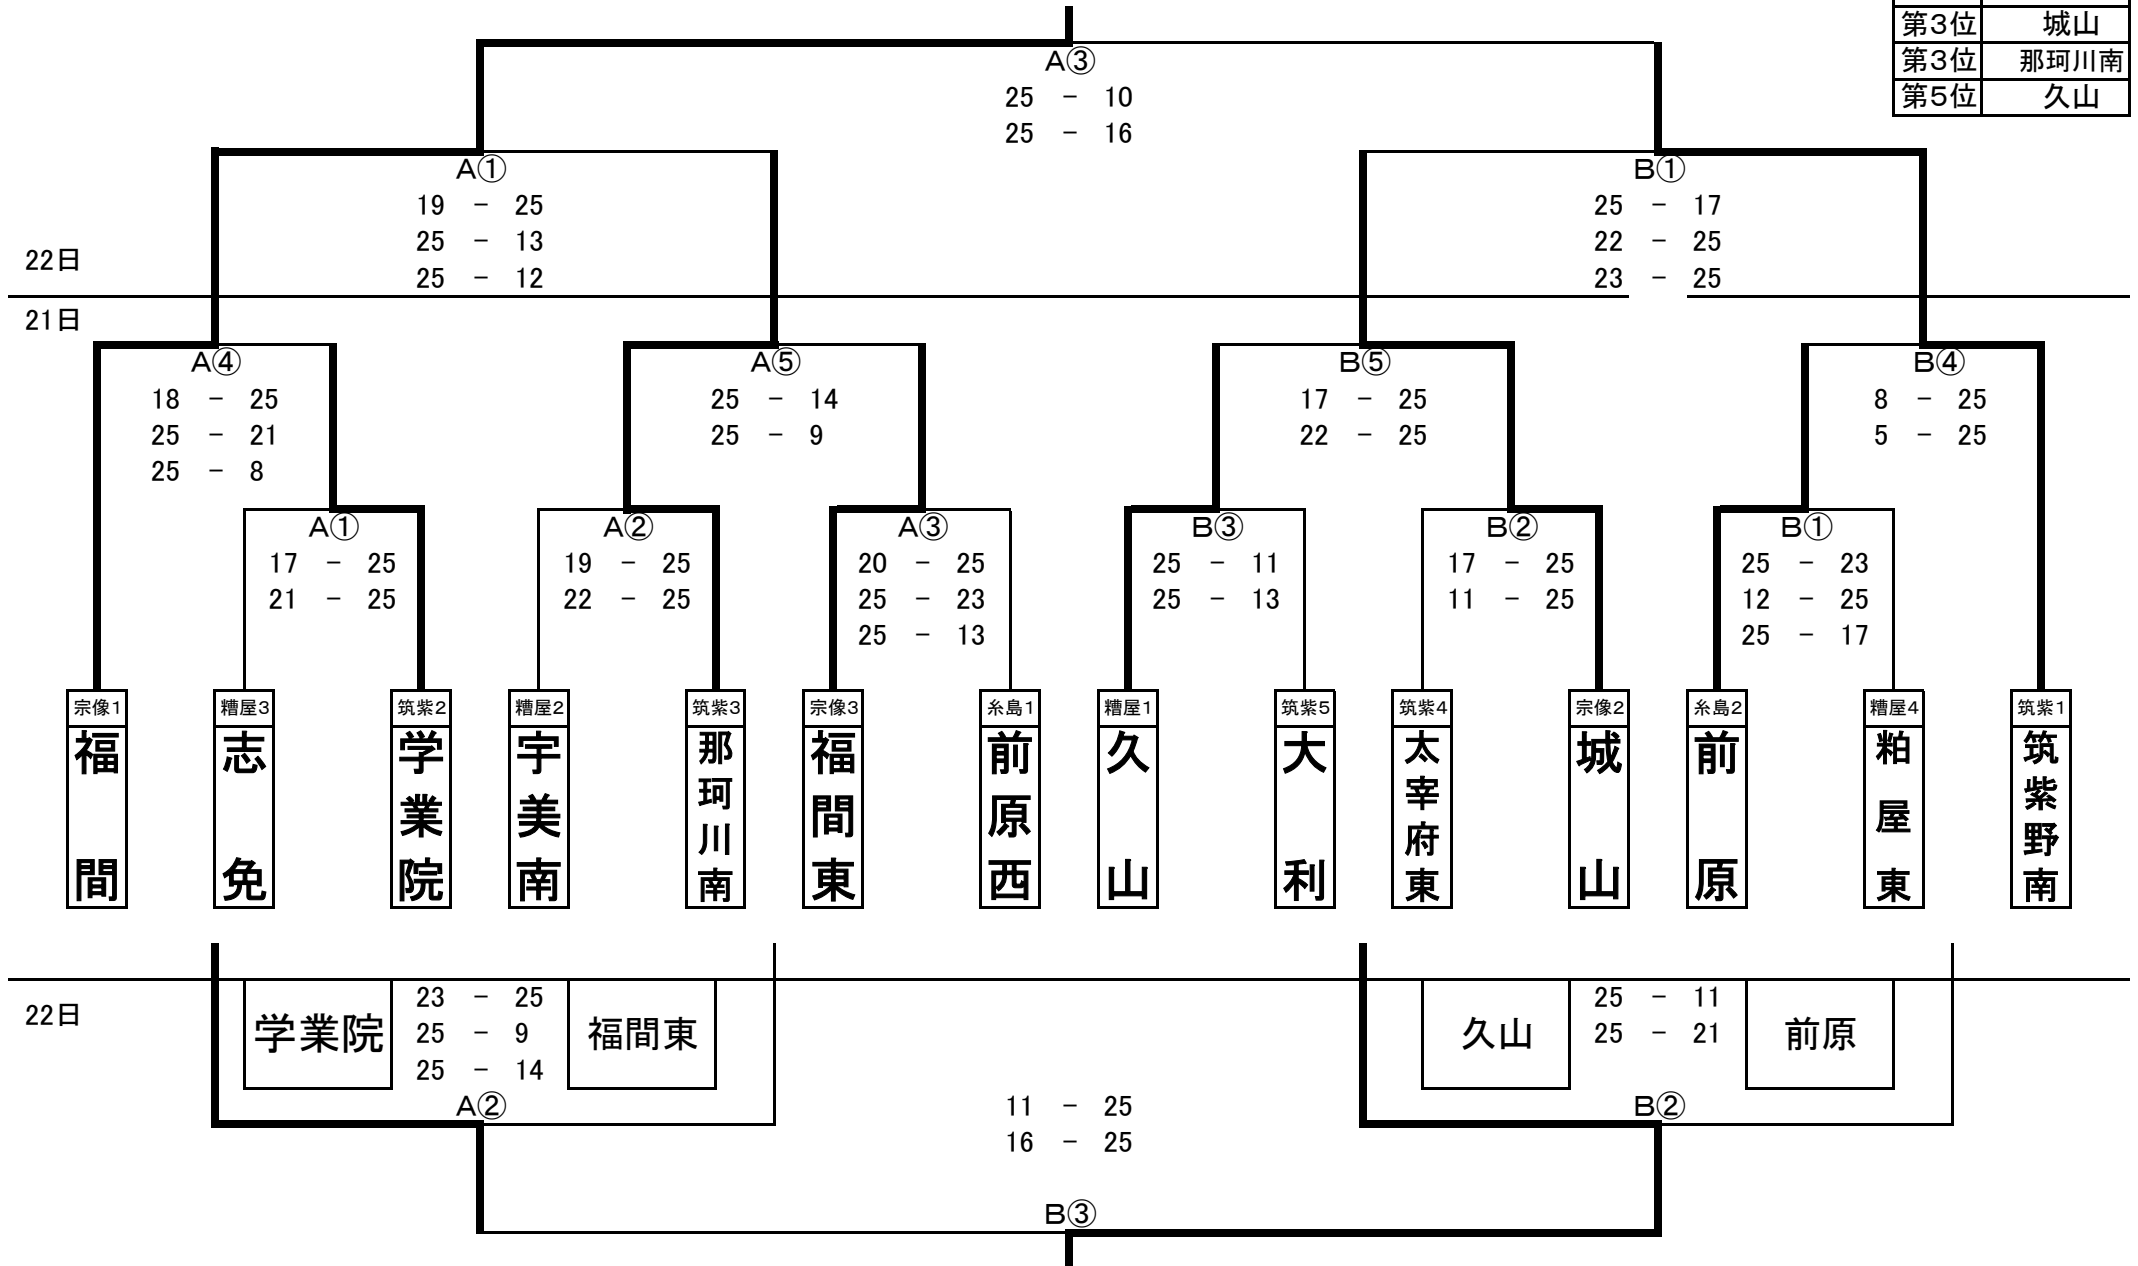 第3位 城山
第3位 那珂川南
第5位 久山
A③
25 - 10
25 - 16
A①
19 - 25
25 - 13
25 - 12
B①
25 - 17
22 - 25
23 - 25
22日
21日
A④
18 - 25
25 - 21
25 - 8
A⑤
25 - 14
25 - 9
B⑤
17 - 25
22 - 25
B④
8 - 25
5 - 25
A①
17 - 25
21 - 25
A②
19 - 25
22 - 25
A③
20 - 25
25 - 23
25 - 13
B③
25 - 11
25 - 13
B②
17 - 25
11 - 25
B①
25 - 23
12 - 25
25 - 17
宗像1
福間
糟屋3
志免
筑紫2
学業院
糟屋2
宇美南
筑紫3
那珂川南
宗像3
福間東
糸島1
前原西
糟屋1
久山
筑紫5
大利
筑紫4
太宰府東
宗像2
城山
糸島2
前原
糟屋4
粕屋東
筑紫1
筑紫野南
22日
学業院
23 - 25
25 - 9
25 - 14
福間東
A②
久山
25 - 11
25 - 21
前原
B②
11 - 25
16 - 25
B③